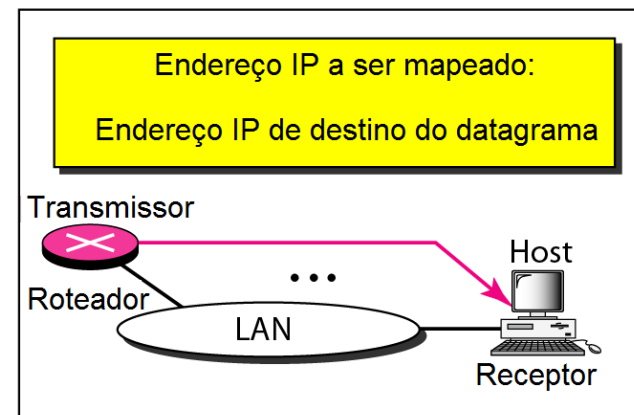 Endereço IP a ser mapeado:
Endereço IP de destino do datagrama
Transmissor
Host
Roteador
LAN
Receptor